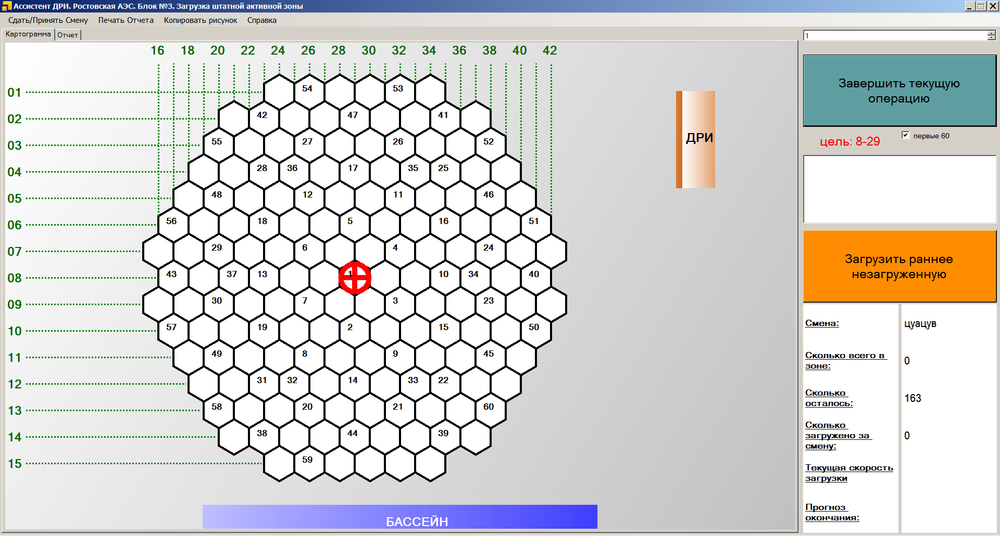 Ассистент ДРИ. Ростовская АЭС. Блок №3. Загрузка штатной активной зоны
Сдать/Принять Смену Печать Отчета Копировать рисунок Справка
Картограмма Отчет
1
16 18 20 22 24 26 28 30 32 34 36 38 40 42
01 54 53
02 42 47 41
03 55 27 26 52
04 28 36 17 35 25
05 48 12 11 46
06 56 18 5 16 51
07 29 6 4 24
08 43 37 13 1 10 34 40
09 30 7 3 23
10 57 19 2 15 50
11 49 8 9 45
12 31 32 14 33 22
13 58 20 21 60
14 38 44 39
15 59
ДРИ
БАССЕЙН
Завершить текущую
операцию
цель: 8-29
первые 60
Загрузить раннее
незагруженную
Смена: цуацув
Сколько всего в
зоне: 0
Сколько
осталось: 163
Сколько
загружено за
смену: 0
Текущая скорость
загрузки
Прогноз
окончания: